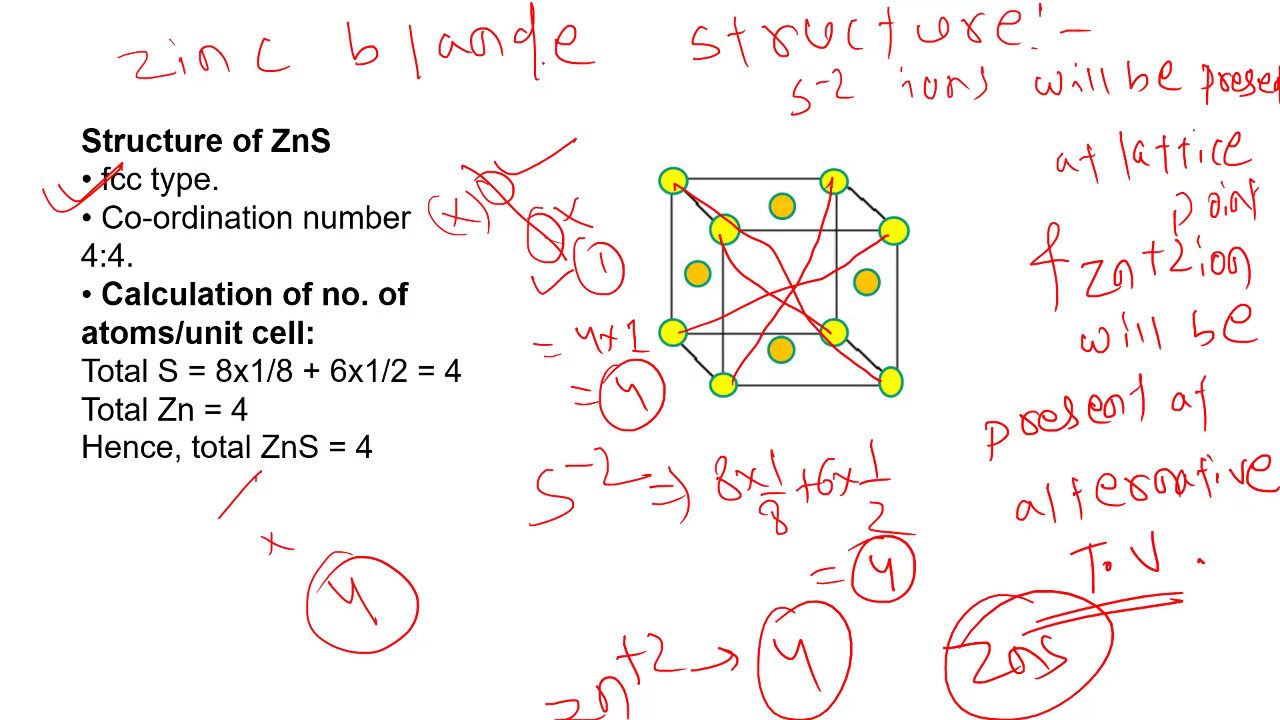 zinc blande structure:-
S-2 ions will be presen
at lattice
point
& Zn+2 ion
will be
present at
alternative
T.V.
Structure of ZnS
• fcc type.
• Co-ordination number
4:4.
• Calculation of no. of
atoms/unit cell:
Total S = 8x1/8 + 6x1/2 = 4
Total Zn = 4
Hence, total ZnS = 4
(x)
x
1
= 4x1
= 4
S-2 => 8x1/8 + 6x1/2
= 4
x
4
Zn+2 → 4
ZnS